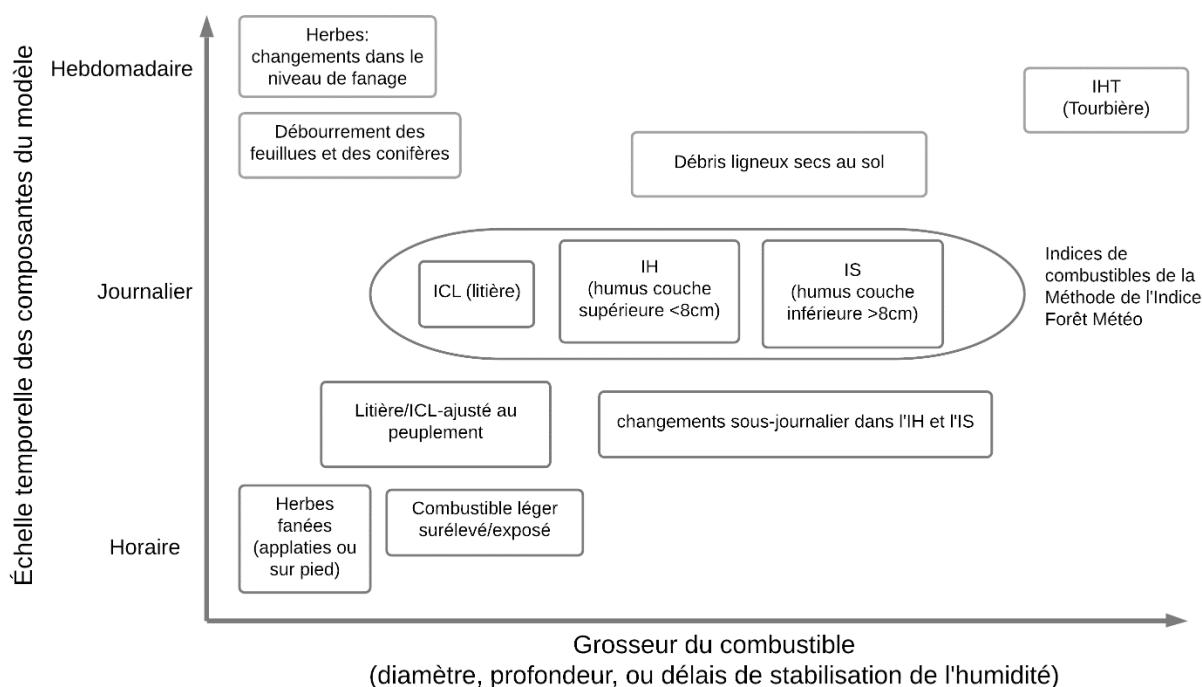 Échelle temporelle des composantes du modèle
Hebdomadaire
Journalier
Horaire
Herbes:
changements dans le
niveau de fanage
Débourrement des
feuillues et des conifères
IHT
(Tourbière)
Débris ligneux secs au sol
ICL (litière)
IH
(humus couche
supérieure <8cm)
IS
(humus couche
inférieure >8cm)
Indices de
combustibles de la
Méthode de l'Indice
Forêt Météo
Litière/ICL-ajusté au
peuplement
changements sous-journalier dans l'IH et l'IS
Herbes
fanées
(applaties ou
sur pied)
Combustible léger
surélevé/exposé
Grosseur du combustible
(diamètre, profondeur, ou délais de stabilisation de l'humidité)